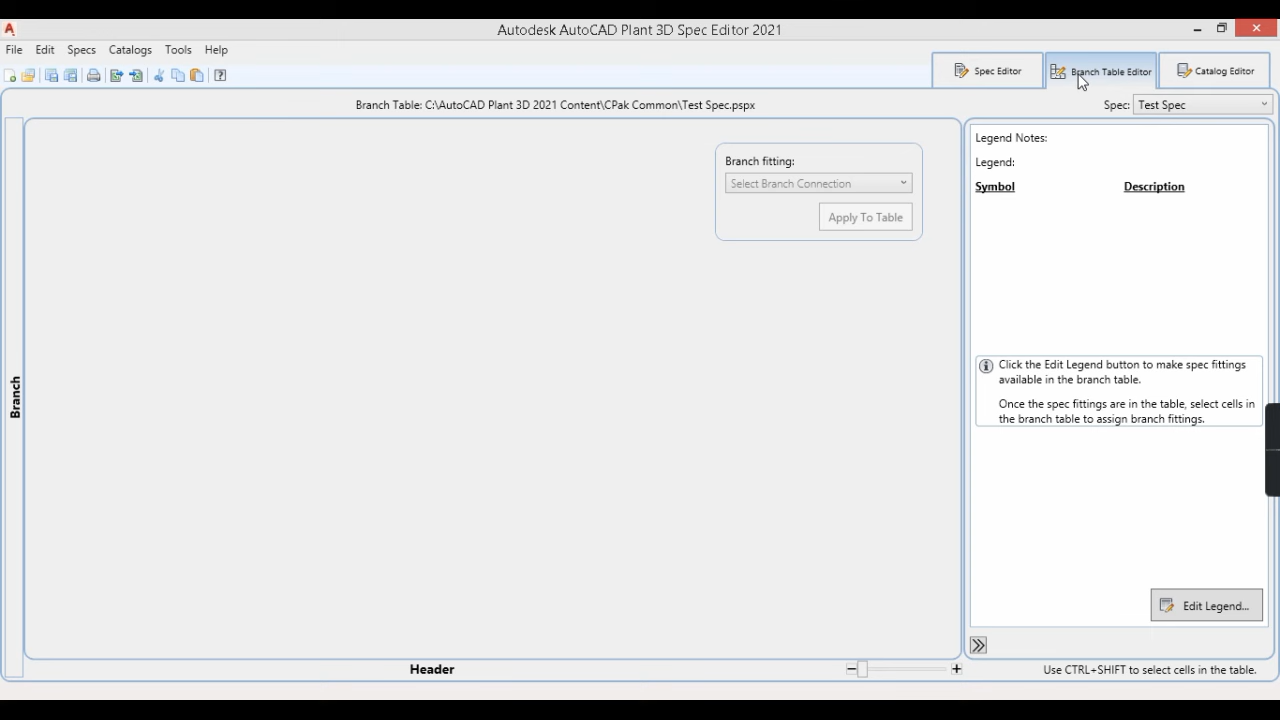 Autodesk AutoCAD Plant 3D Spec Editor 2021
File Edit Specs Catalogs Tools Help
Spec Editor
Branch Table Editor
Catalog Editor
Branch Table: C:\AutoCAD Plant 3D 2021 Content\CPak Common\Test Spec.pspx
Spec: Test Spec
Branch
Branch fitting:
Select Branch Connection
Apply To Table
Legend Notes:
Legend:
Symbol Description
Click the Edit Legend button to make spec fittings
available in the branch table.
Once the spec fittings are in the table, select cells in
the branch table to assign branch fittings.
Edit Legend...
Header
Use CTRL+SHIFT to select cells in the table.